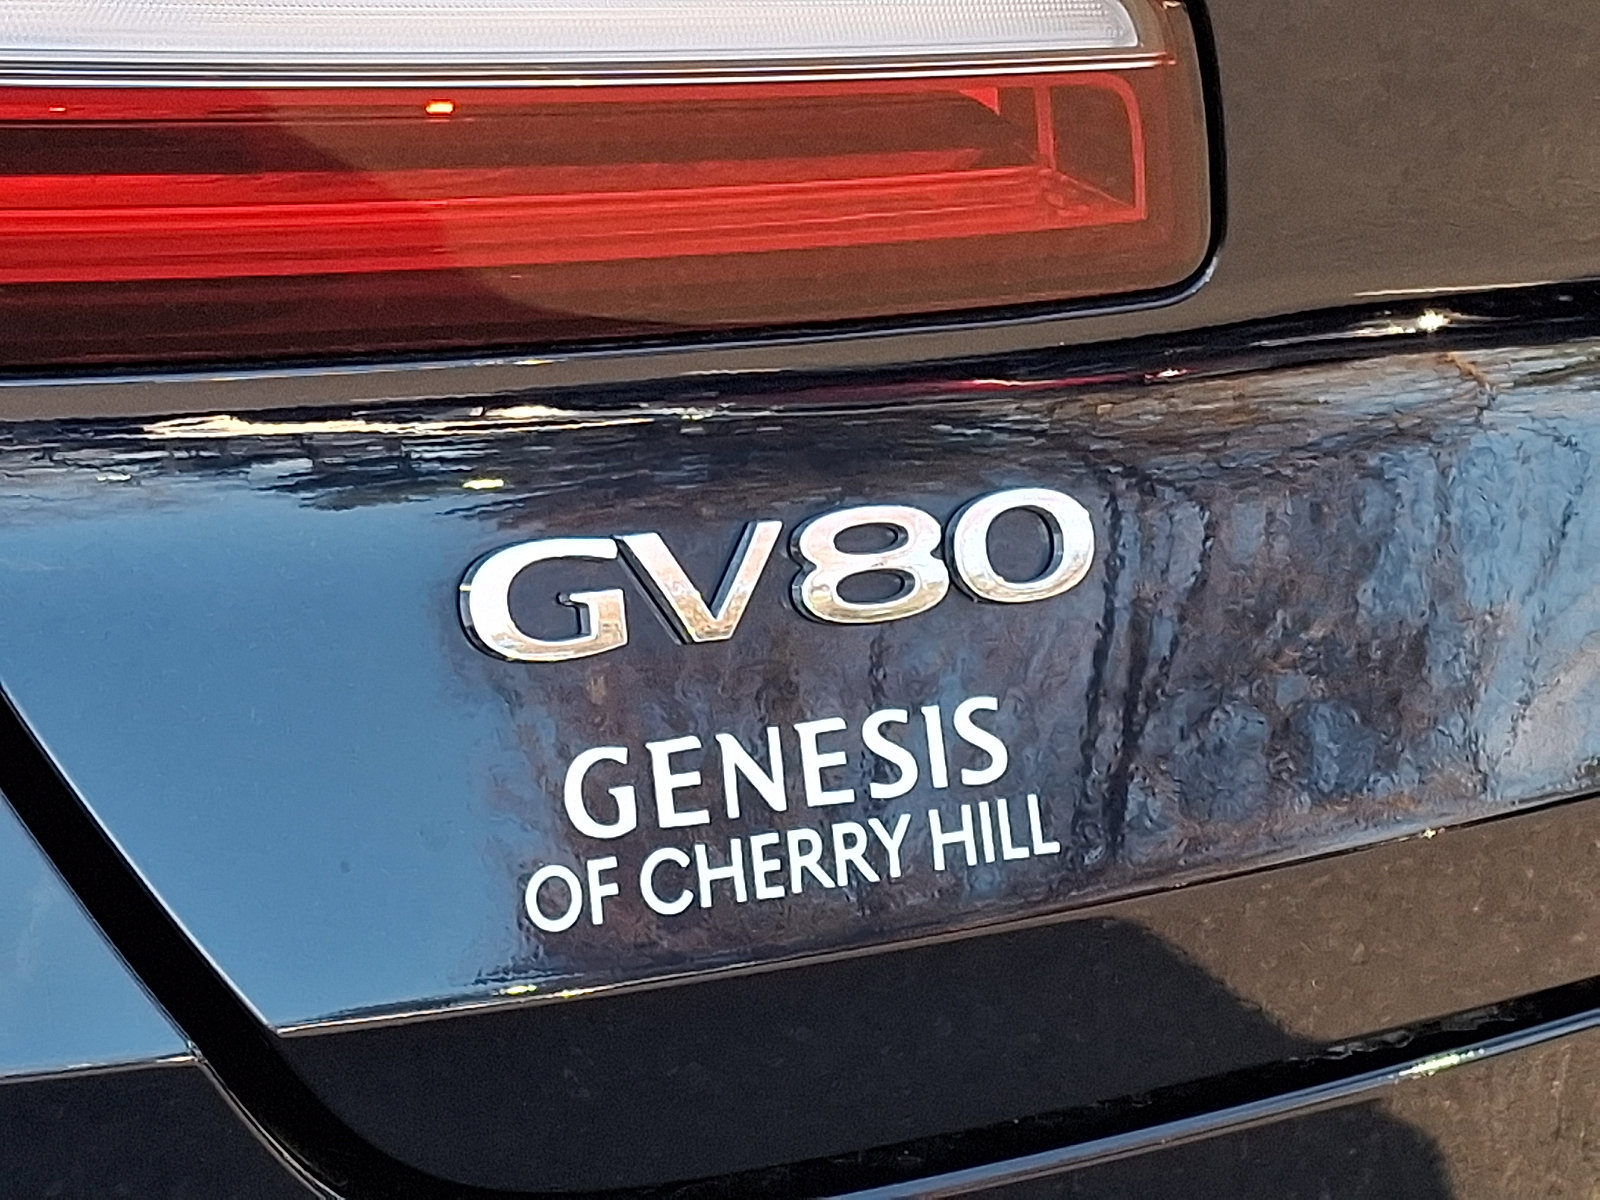 GV80
GENESIS
OF CHERRY HILL